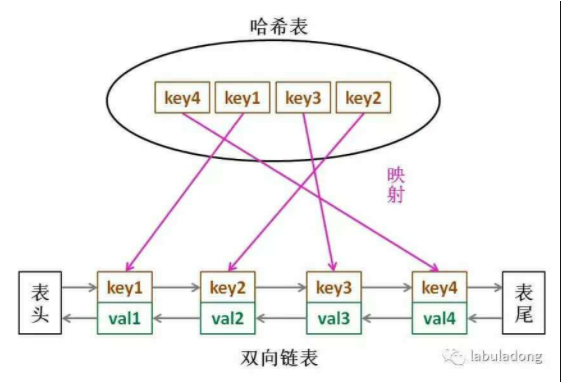 哈希表
key4 key1 key3 key2
映
射
表
头
key1 key2 key3 key4
val1 val2 val3 val4
表
尾
双向链表
labuladong